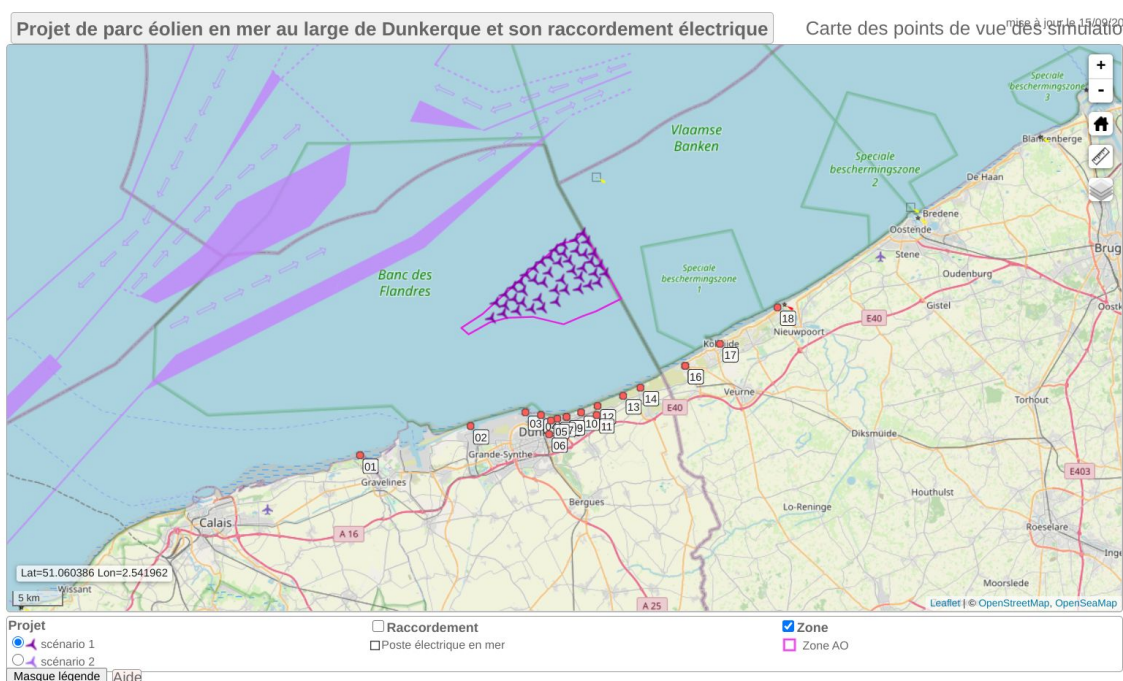 Projet de parc éolien en mer au large de Dunkerque et son raccordement électrique
Carte des points de vue des simulatio
mise à jour le 15/09/20
+
-
Speciale
beschermingszone
3
Vlaamse
Banken
Blankenberge
Speciale
beschermingszone
2
De Haan
Bredene
Oostende
Stene
Brug
Banc des
Flandres
Speciale
beschermingszone
1
Oudenburg
Gistel
Oostk
18
E40
Nieuwpoort
17
16
Veurne
14
13
E40
Torhout
12
03
10
11
05
9
02
06
Diksmuide
Grande-Synthe
01
Gravelines
E403
Houthulst
Bergues
Lo-Reninge
Calais
A 16
Roeselare
Inge
Lat=51.060386 Lon=2.541962
Wissant
Moorslede
5 km
A 25
Leaflet | © OpenStreetMap, OpenSeaMap
Projet
Raccordement
Zone
scénario 1
Poste électrique en mer
Zone AO
scénario 2
Masque légende
Aide